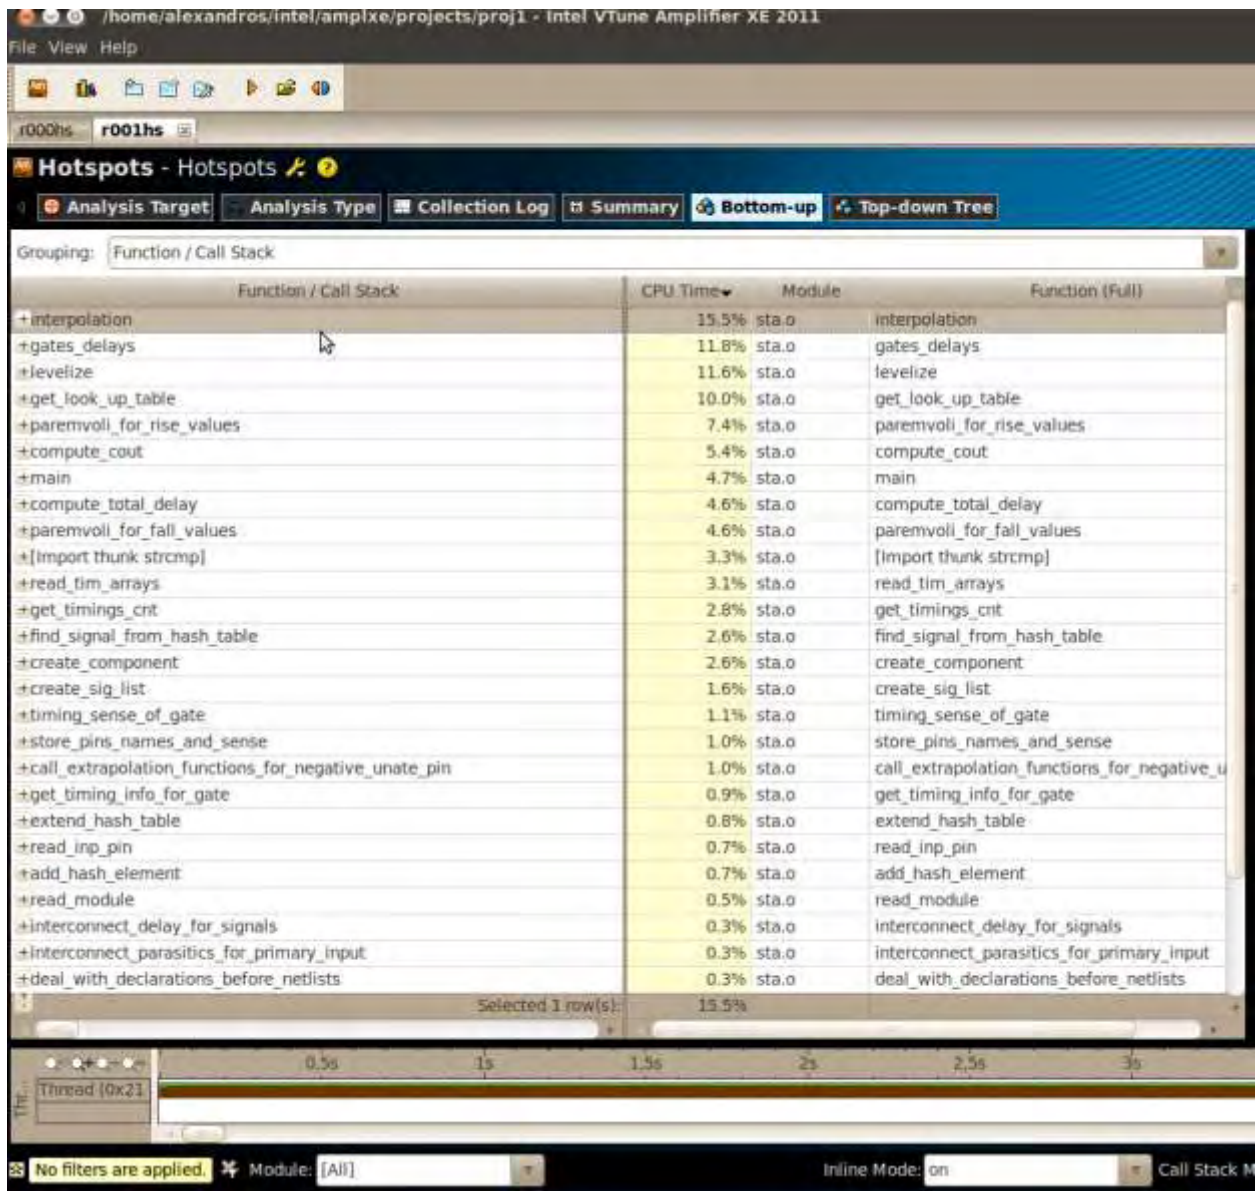 /home/alexandros/intel/amplxe/projects/proj1 - Intel VTune Amplifier XE 2011
File View Help
r000hs r001hs
Hotspots - Hotspots
Analysis Target Analysis Type Collection Log Summary Bottom-up Top-down Tree
Grouping: Function / Call Stack
Function / Call Stack CPU Time Module Function (Full)
+interpolation 15.5% sta.o interpolation
+gates_delays 11.8% sta.o gates_delays
+levelize 11.6% sta.o levelize
+get_look_up_table 10.0% sta.o get_look_up_table
+paremvoli_for_rise_values 7.4% sta.o paremvoli_for_rise_values
+compute_cout 5.4% sta.o compute_cout
+main 4.7% sta.o main
+compute_total_delay 4.6% sta.o compute_total_delay
+paremvoli_for_fall_values 4.6% sta.o paremvoli_for_fall_values
+[Import thunk strcmp] 3.3% sta.o [Import thunk strcmp]
+read_tim_arrays 3.1% sta.o read_tim_arrays
+get_timings_cnt 2.8% sta.o get_timings_cnt
+find_signal_from_hash_table 2.6% sta.o find_signal_from_hash_table
+create_component 2.6% sta.o create_component
+create_sig_list 1.6% sta.o create_sig_list
+timing_sense_of_gate 1.1% sta.o timing_sense_of_gate
+store_pins_names_and_sense 1.0% sta.o store_pins_names_and_sense
+call_extrapolation_functions_for_negative_unate_pin 1.0% sta.o call_extrapolation_functions_for_negative_u
+get_timing_info_for_gate 0.9% sta.o get_timing_info_for_gate
+extend_hash_table 0.8% sta.o extend_hash_table
+read_inp_pin 0.7% sta.o read_inp_pin
+add_hash_element 0.7% sta.o add_hash_element
+read_module 0.5% sta.o read_module
+interconnect_delay_for_signals 0.3% sta.o interconnect_delay_for_signals
+interconnect_parasitics_for_primary_input 0.3% sta.o interconnect_parasitics_for_primary_input
+deal_with_declarations_before_netlists 0.3% sta.o deal_with_declarations_before_netlists
Selected 1 row(s): 15.5%
0.5s 1s 1.5s 2s 2.5s 3s
Thr... Thread (0x21
No filters are applied. Module: [All] Inline Mode: on Call Stack M